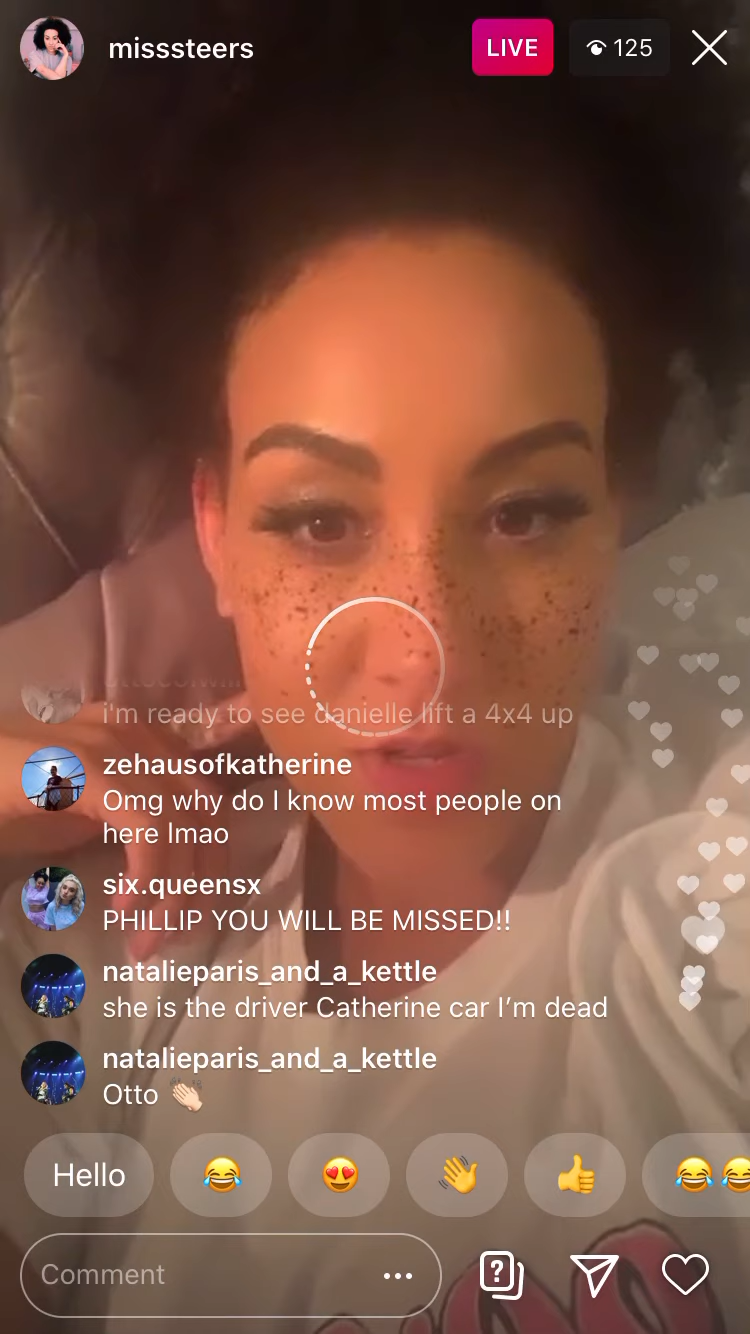 misssteers
LIVE
125
i'm ready to see danielle lift a 4x4 up
zehausofkatherine
Omg why do I know most people on
here lmao
six.queensx
PHILLIP YOU WILL BE MISSED!!
natalieparis_and_a_kettle
she is the driver Catherine car I’m dead
natalieparis_and_a_kettle
Otto 👏🏻
Hello 😂 😍 👋 👍 😂😂
Comment